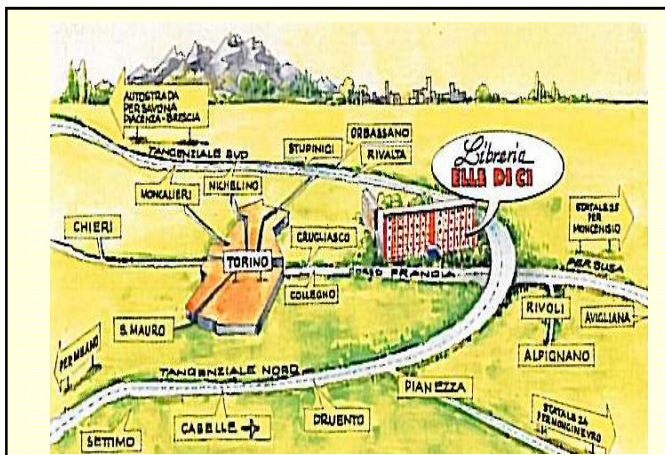 AUTOSTRADA
PER SAVONA
PIACENZA-BRESCIA
TANGENZIALE SUD
STUPINIGI
ORBASSANO
RIVALTA
Libreria
ELLE DI CI
MONCALIERI
NICHELINO
STATALE 25
PER
MONCENISIO
CHIERI
TORINO
GRUGLIASCO
CORSO FRANCIA
PER SUSA
COLLEGNO
RIVOLI
AVIGLIANA
S. MAURO
ALPIGNANO
PER MILANO
TANGENZIALE NORD
PIANEZZA
SETTIMO
CASELLE
DRUENTO
STATALE 24
PER MONGINEVRO